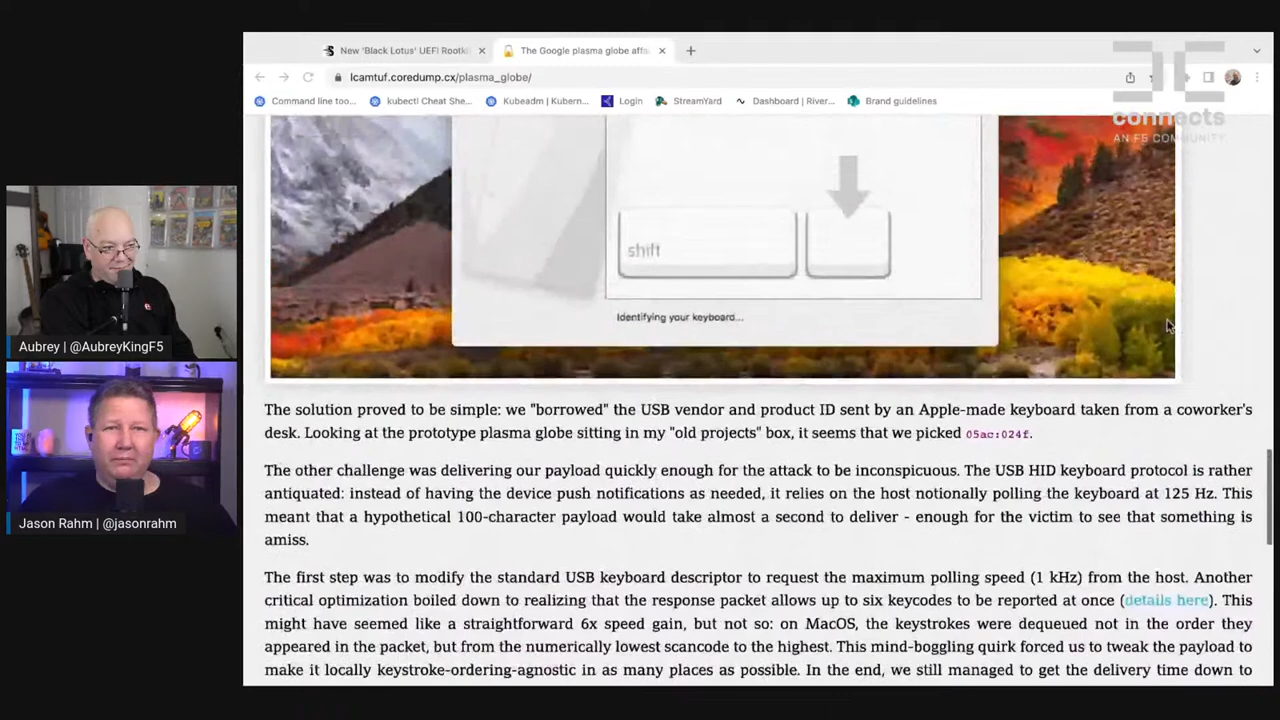 New 'Black Lotus' UEFI Rootki
The Google plasma globe affa
lcamtuf.coredump.cx/plasma_globe/
Command line too...
kubectl Cheat She...
Kubeadm | Kubern...
Login
StreamYard
Dashboard | River...
Brand guidelines
connects
AN F5 COMMUNITY
shift
Identifying your keyboard...
Aubrey | @AubreyKingF5
Jason Rahm | @jasonrahm
The solution proved to be simple: we "borrowed" the USB vendor and product ID sent by an Apple-made keyboard taken from a coworker's
desk. Looking at the prototype plasma globe sitting in my "old projects" box, it seems that we picked 05ac:024f.
The other challenge was delivering our payload quickly enough for the attack to be inconspicuous. The USB HID keyboard protocol is rather
antiquated: instead of having the device push notifications as needed, it relies on the host notionally polling the keyboard at 125 Hz. This
meant that a hypothetical 100-character payload would take almost a second to deliver - enough for the victim to see that something is
amiss.
The first step was to modify the standard USB keyboard descriptor to request the maximum polling speed (1 kHz) from the host. Another
critical optimization boiled down to realizing that the response packet allows up to six keycodes to be reported at once (details here). This
might have seemed like a straightforward 6x speed gain, but not so: on MacOS, the keystrokes were dequeued not in the order they
appeared in the packet, but from the numerically lowest scancode to the highest. This mind-boggling quirk forced us to tweak the payload to
make it locally keystroke-ordering-agnostic in as many places as possible. In the end, we still managed to get the delivery time down to